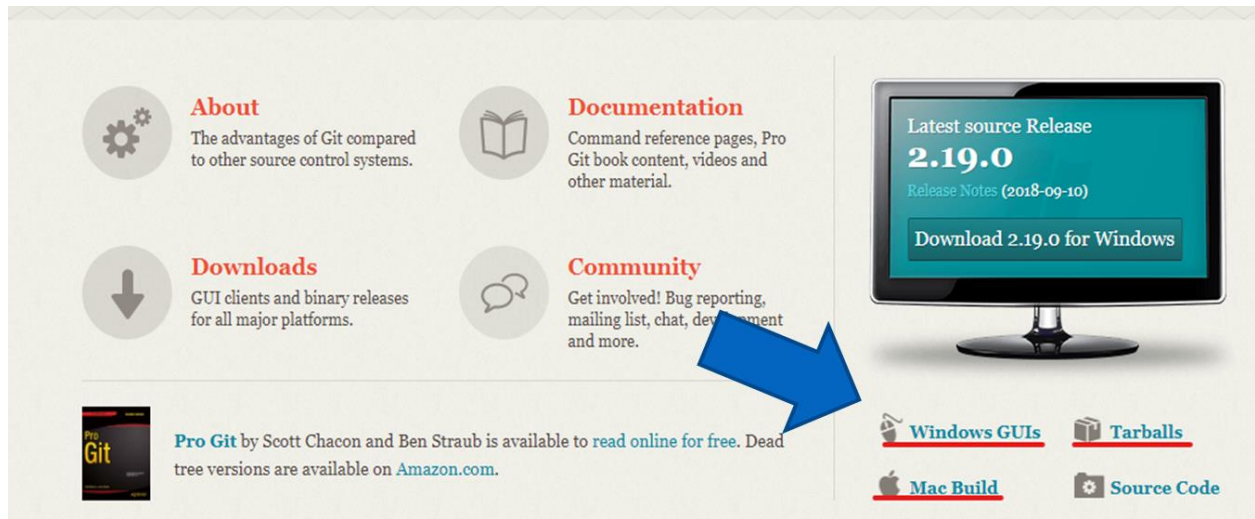 About
The advantages of Git compared
to other source control systems.
Documentation
Command reference pages, Pro
Git book content, videos and
other material.
Downloads
GUI clients and binary releases
for all major platforms.
Community
Get involved! Bug reporting,
mailing list, chat, development
and more.
Pro
Git
Pro Git by Scott Chacon and Ben Straub is available to read online for free. Dead
tree versions are available on Amazon.com.
Latest source Release
2.19.0
Release Notes (2018-09-10)
Download 2.19.0 for Windows
Windows GUIs
Tarballs
Mac Build
Source Code